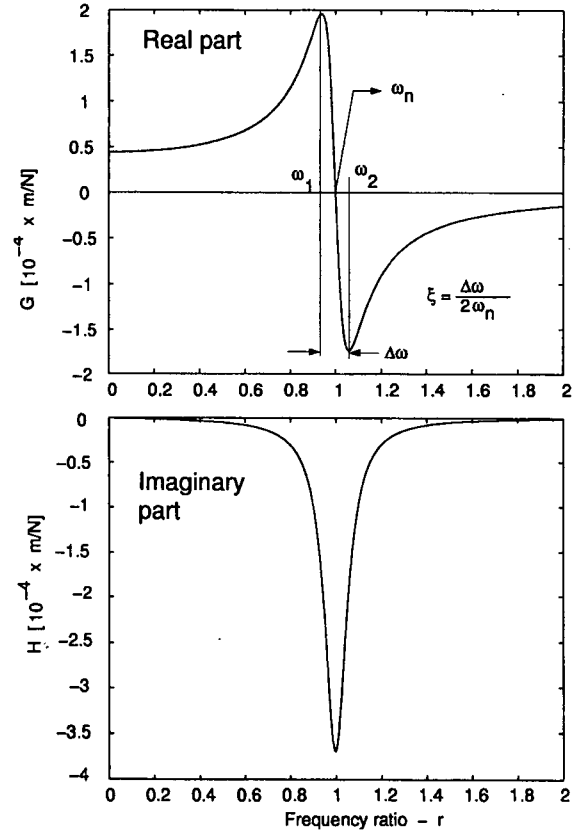 2
1.5
1
0.5
0
−0.5
−1
−1.5
−2
G [10⁻⁴ x m/N]
Real part
ωn
ω1
ω2
ξ = Δω / 2ωn
Δω
0 0.2 0.4 0.6 0.8 1 1.2 1.4 1.6 1.8 2
0
−0.5
−1
−1.5
−2
−2.5
−3
−3.5
−4
H [10⁻⁴ x m/N]
Imaginary
part
0 0.2 0.4 0.6 0.8 1 1.2 1.4 1.6 1.8 2
Frequency ratio − r